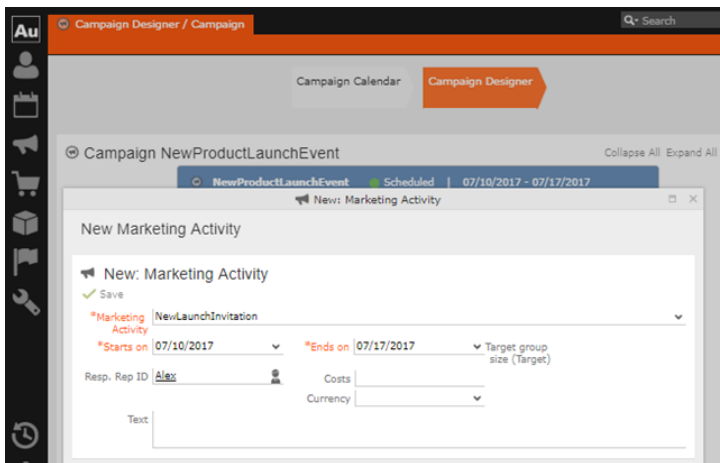 Au
Campaign Designer / Campaign
Search
Campaign Calendar
Campaign Designer
Campaign NewProductLaunchEvent
Collapse All Expand All
NewProductLaunchEvent Scheduled | 07/10/2017 - 07/17/2017
New: Marketing Activity
New Marketing Activity
New: Marketing Activity
Save
*Marketing Activity NewLaunchInvitation
*Starts on 07/10/2017 *Ends on 07/17/2017 Target group size (Target)
Resp. Rep ID Alex Costs
Currency
Text